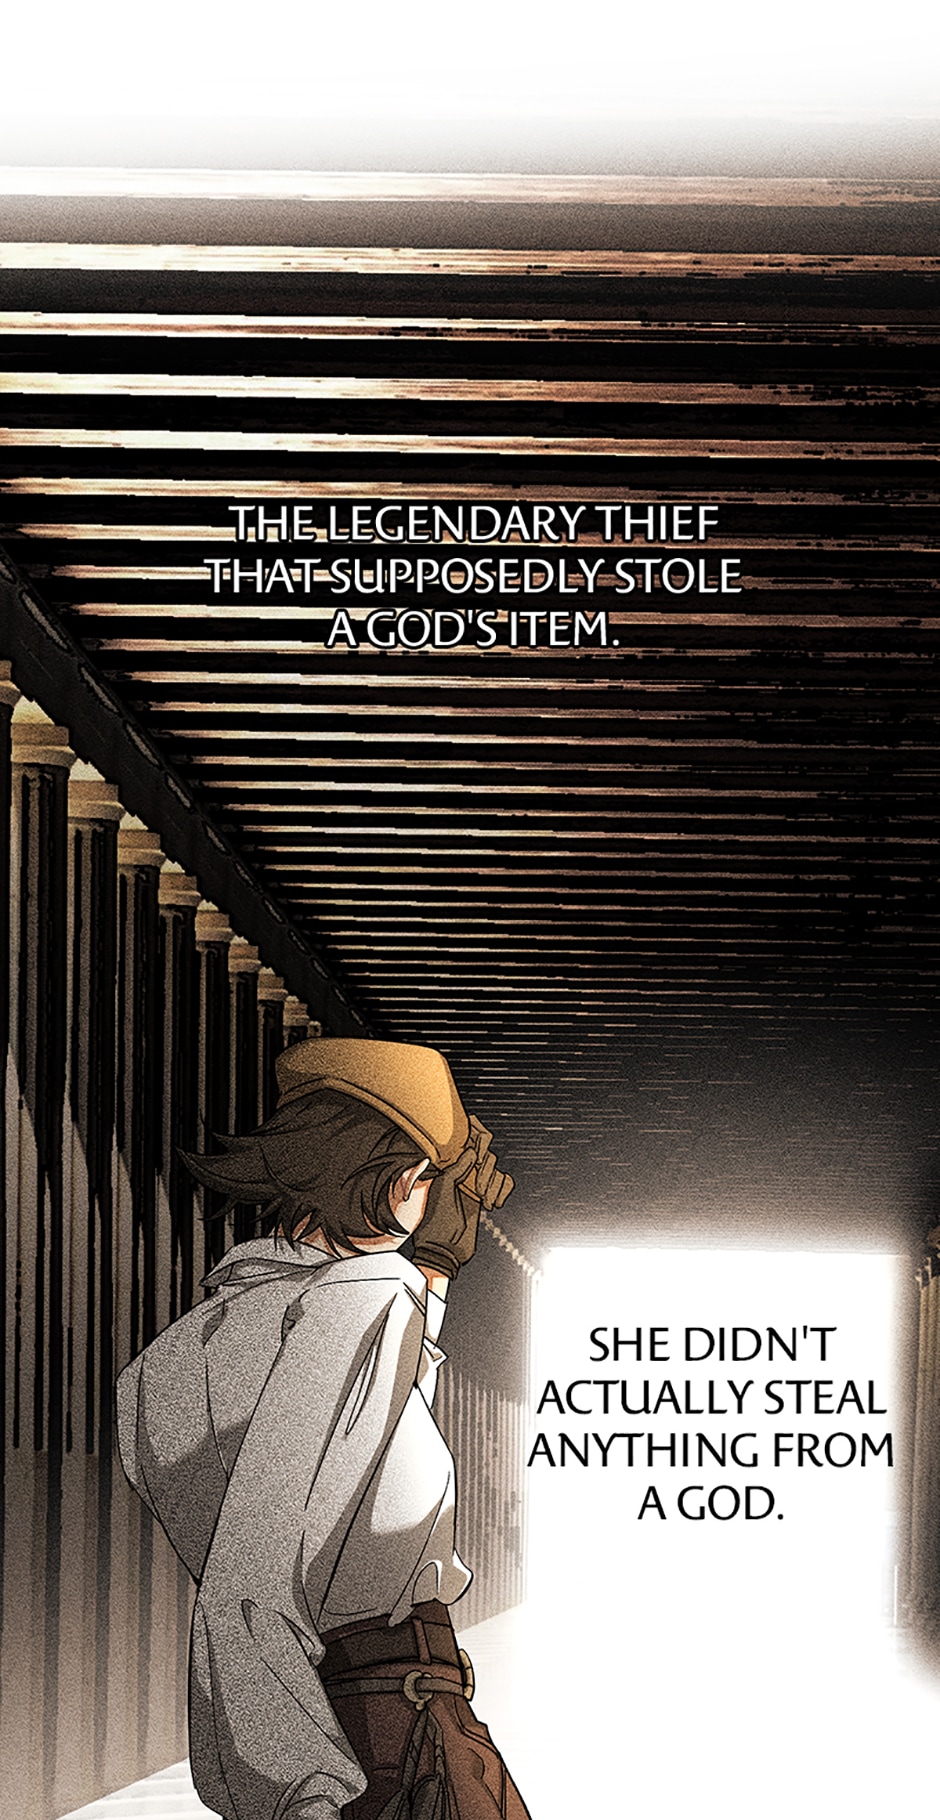 THE LEGENDARY THIEF
THAT SUPPOSEDLY STOLE
A GOD'S ITEM.
SHE DIDN'T
ACTUALLY STEAL
ANYTHING FROM
A GOD.